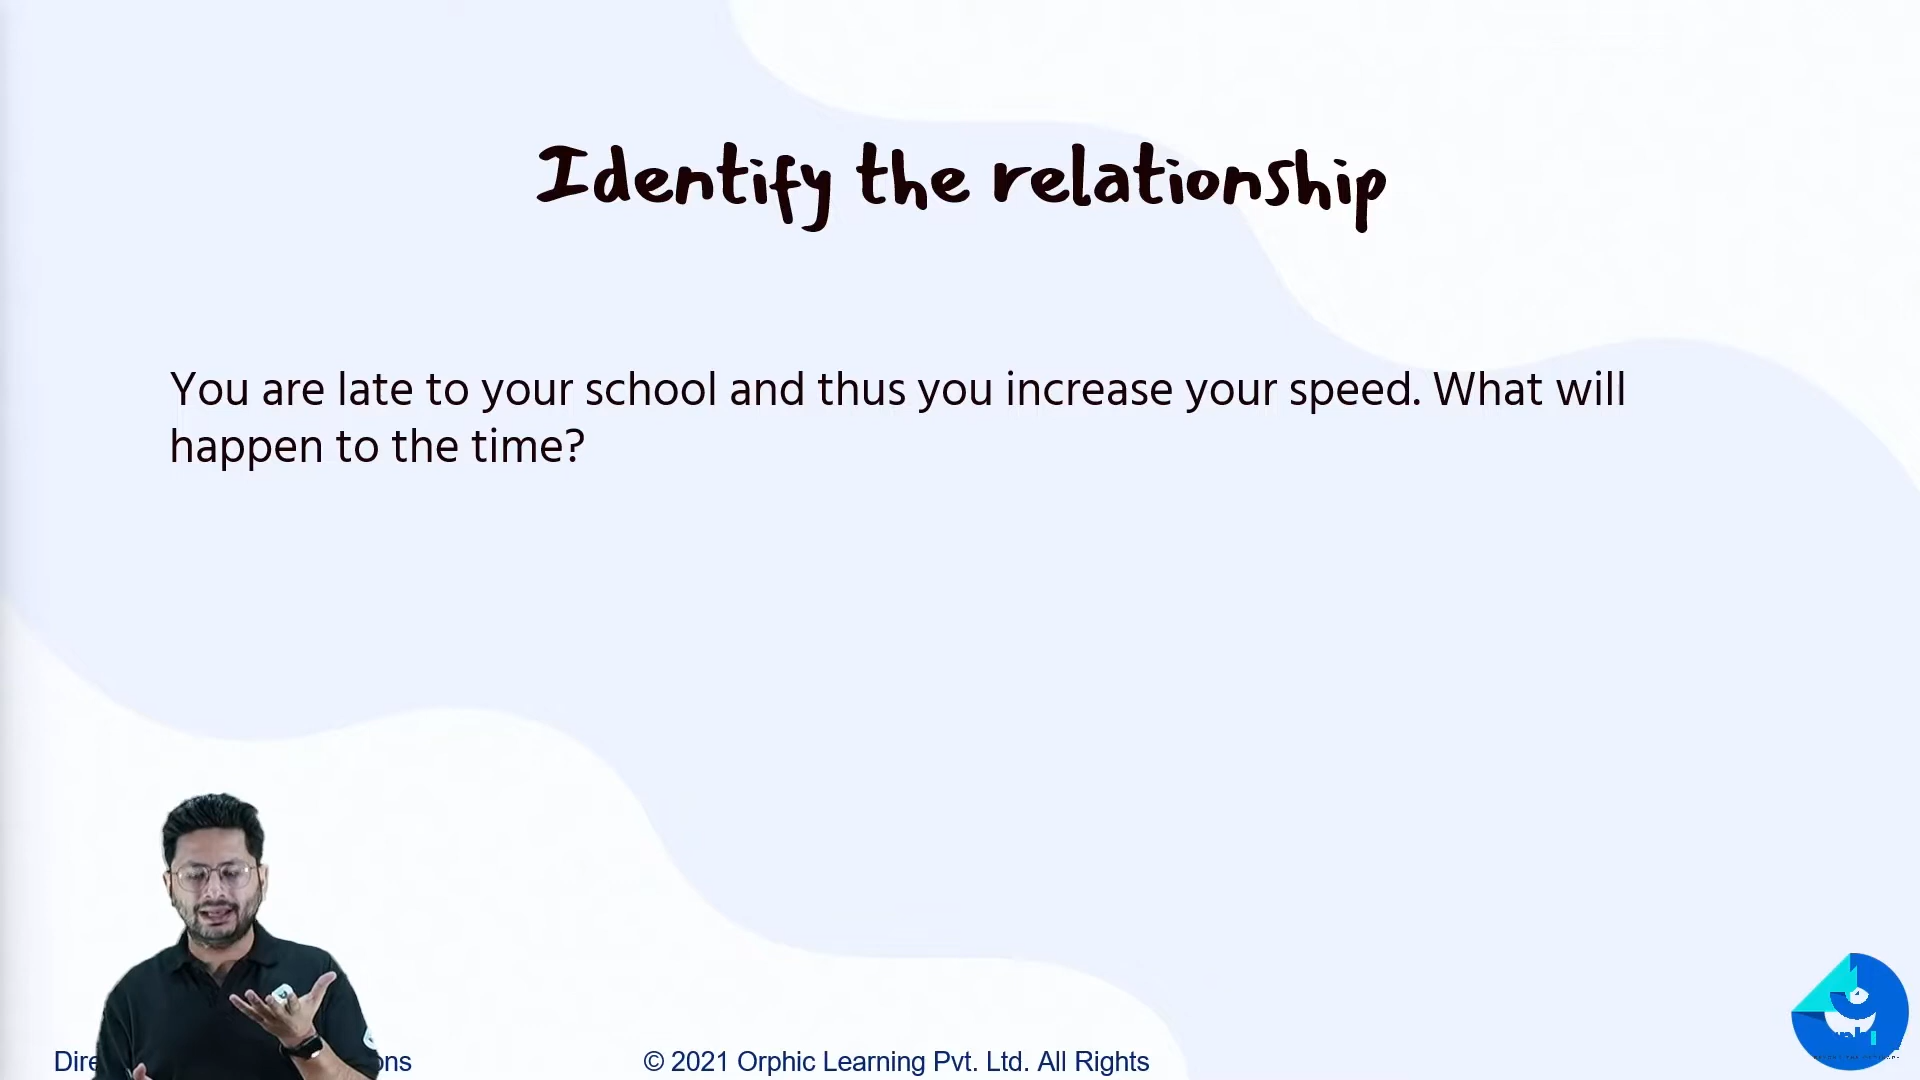 Identify the relationship
You are late to your school and thus you increase your speed. What will
happen to the time?
© 2021 Orphic Learning Pvt. Ltd. All Rights